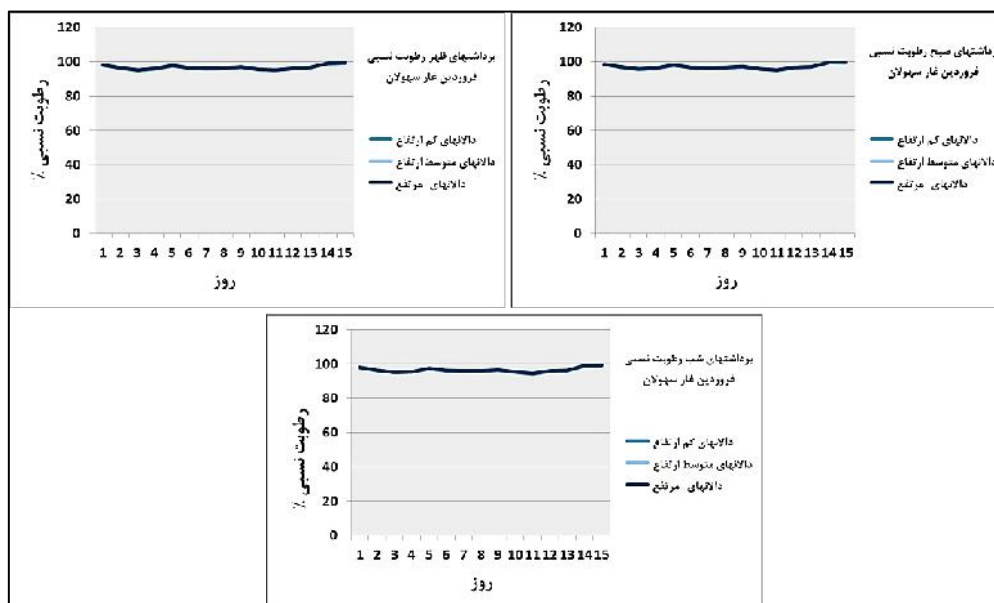 برداشتهای صبح رطوبت نسبی
فروردین غار سهولان
دالانهای کم ارتفاع
دالانهای متوسط ارتفاع
دالانهای مرتفع
رطوبت نسبی %
120
100
80
60
40
20
0
1 2 3 4 5 6 7 8 9 10 11 12 13 14 15
روز
برداشتهای ظهر رطوبت نسبی
فروردین غار سهولان
دالانهای کم ارتفاع
دالانهای متوسط ارتفاع
دالانهای مرتفع
رطوبت نسبی %
120
100
80
60
40
20
0
1 2 3 4 5 6 7 8 9 10 11 12 13 14 15
روز
برداشتهای شب رطوبت نسبی
فروردین غار سهولان
دالانهای کم ارتفاع
دالانهای متوسط ارتفاع
دالانهای مرتفع
رطوبت نسبی %
120
100
80
60
40
20
0
1 2 3 4 5 6 7 8 9 10 11 12 13 14 15
روز